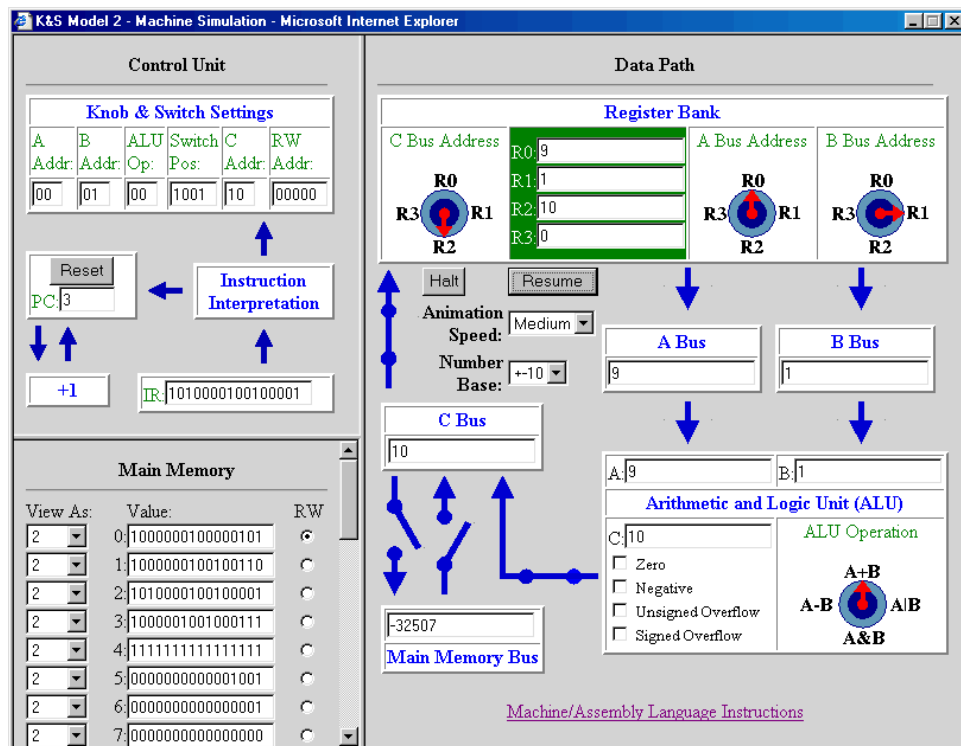 K&S Model 2 - Machine Simulation - Microsoft Internet Explorer
Control Unit
Knob & Switch Settings
A Addr: B Addr: ALU Op: Switch Pos: C Addr: RW Addr:
00 01 00 1001 10 00000
Reset
PC: 3
Instruction
Interpretation
+1
IR: 1010000100100001
Main Memory
View As: Value: RW
2 0: 1000000100000101
2 1: 1000000100100110
2 2: 1010000100100001
2 3: 1000001001000111
2 4: 1111111111111111
2 5: 0000000000001001
2 6: 0000000000000001
2 7: 0000000000000000
Data Path
Register Bank
C Bus Address
R0
R3 R1
R2
R0: 9
R1: 1
R2: 10
R3: 0
A Bus Address
R0
R3 R1
R2
B Bus Address
R0
R3 R1
R2
Halt Resume
Animation
Speed: Medium
Number
Base: +-10
A Bus
9
B Bus
1
C Bus
10
A: 9 B: 1
Arithmetic and Logic Unit (ALU)
C: 10
Zero
Negative
Unsigned Overflow
Signed Overflow
ALU Operation
A+B
A-B A|B
A&B
-32507
Main Memory Bus
Machine/Assembly Language Instructions